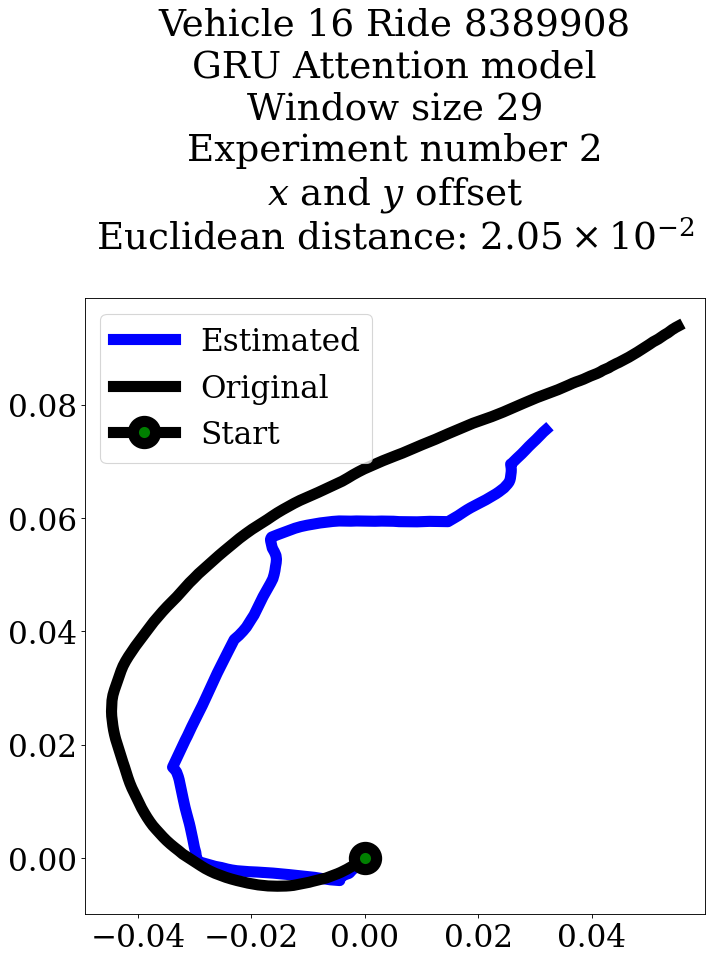 Vehicle 16 Ride 8389908
GRU Attention model
Window size 29
Experiment number 2
x and y offset
Euclidean distance: 2.05 × 10⁻²
Estimated
Original
Start
0.08
0.06
0.04
0.02
0.00
−0.04 −0.02 0.00 0.02 0.04